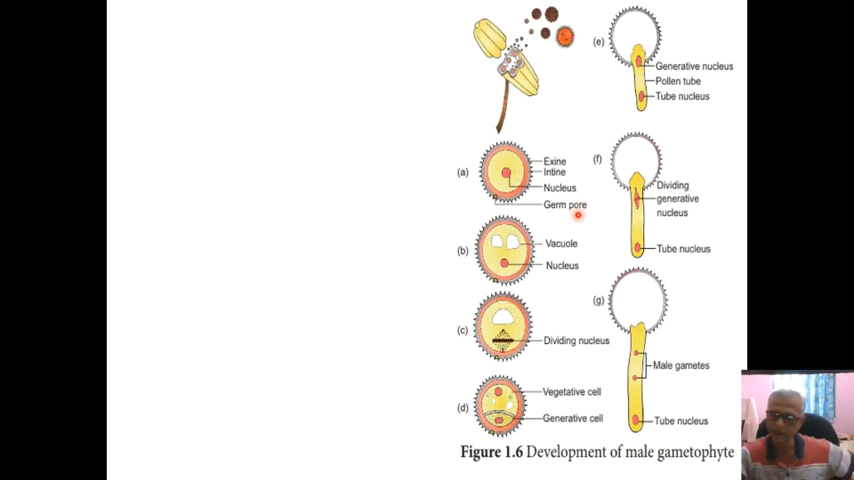 (a)
Exine
Intine
Nucleus
Germ pore
(b)
Vacuole
Nucleus
(c)
Dividing nucleus
(d)
Vegetative cell
Generative cell
(e)
Generative nucleus
Pollen tube
Tube nucleus
(f)
Dividing
generative
nucleus
Tube nucleus
(g)
Male gametes
Tube nucleus
Figure 1.6 Development of male gametophyte